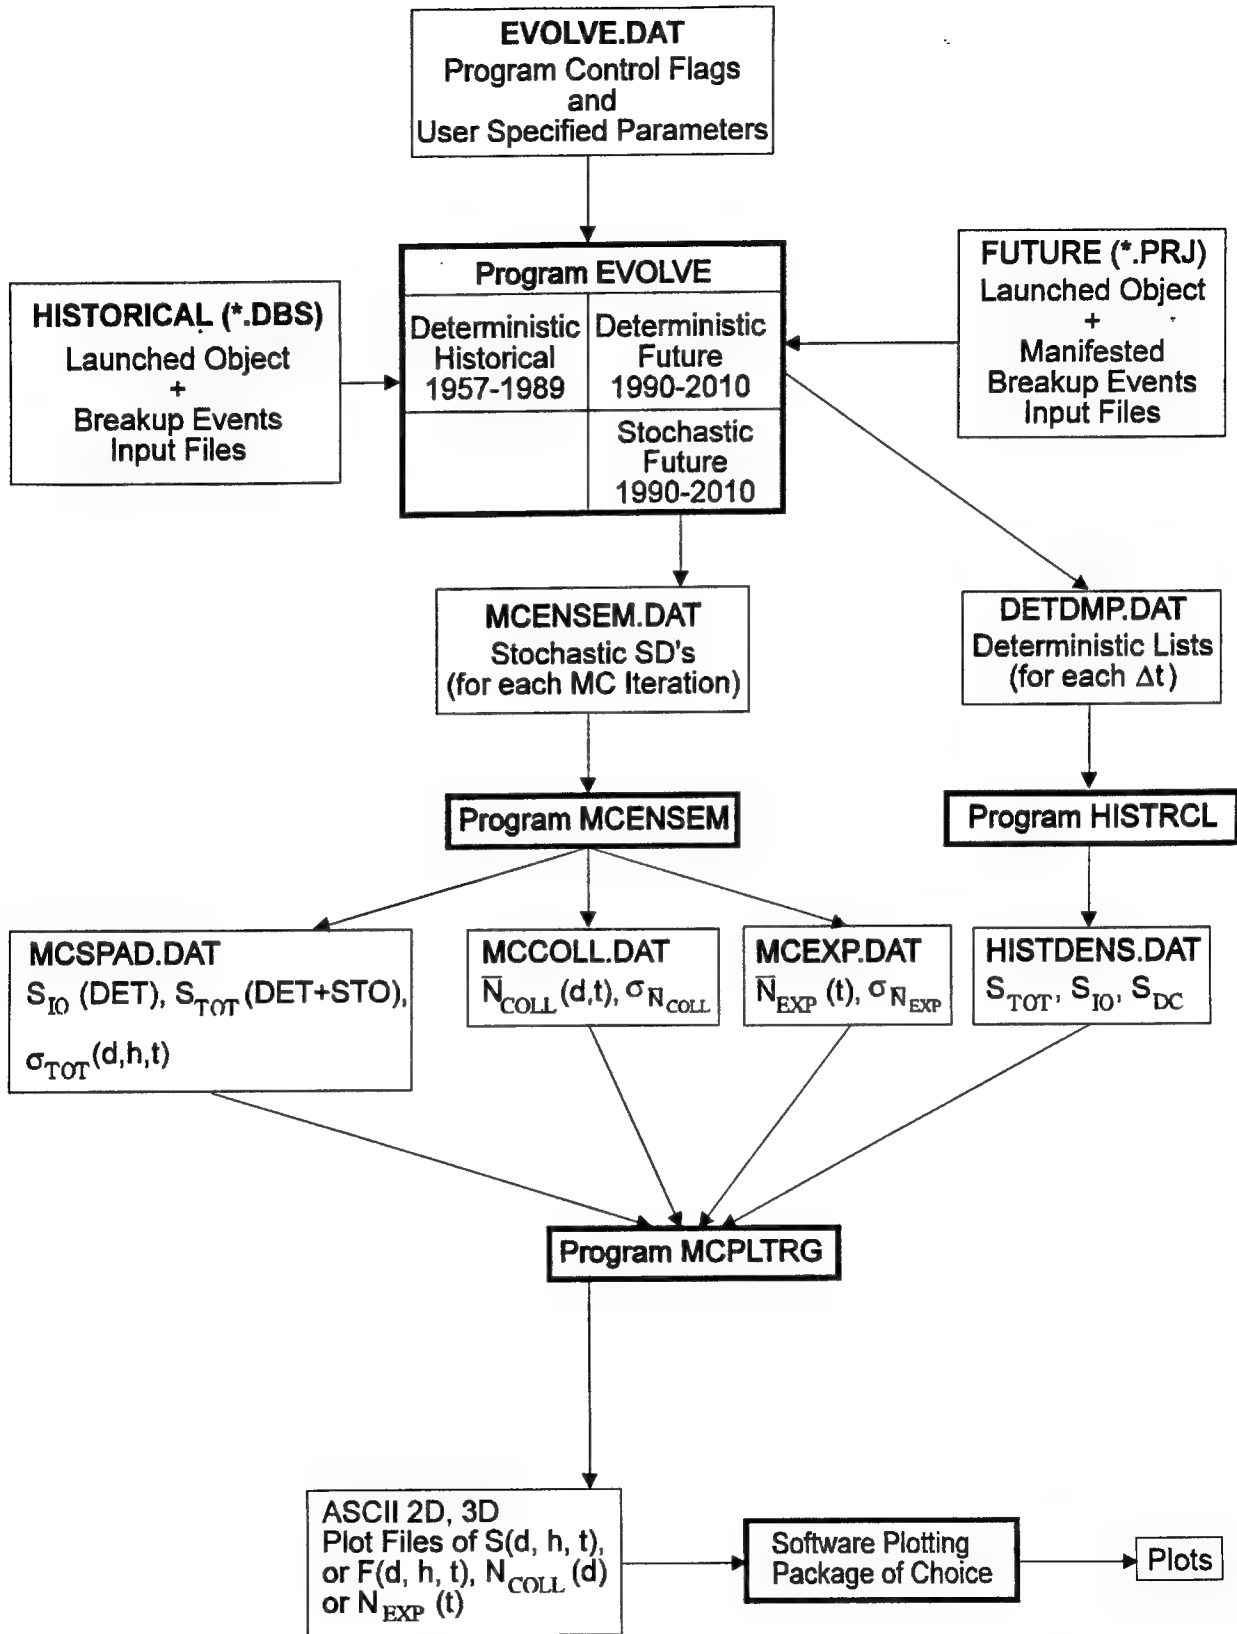 EVOLVE.DAT
Program Control Flags
and
User Specified Parameters
Program EVOLVE
Deterministic
Historical
1957-1989
Deterministic
Future
1990-2010
Stochastic
Future
1990-2010
HISTORICAL (*.DBS)
Launched Object
+
Breakup Events
Input Files
FUTURE (*.PRJ)
Launched Object
+
Manifested
Breakup Events
Input Files
MCENSEM.DAT
Stochastic SD's
(for each MC Iteration)
DETDMP.DAT
Deterministic Lists
(for each Δt)
Program MCENSEM
Program HISTRCL
MCSPAD.DAT
S_IO (DET), S_TOT (DET+STO),
σ_TOT (d,h,t)
MCCOLL.DAT
N̅_COLL (d,t), σ_N̅_COLL
MCEXP.DAT
N̅_EXP (t), σ_N̅_EXP
HISTDENS.DAT
S_TOT, S_IO, S_DC
Program MCPLTRG
ASCII 2D, 3D
Plot Files of S(d, h, t),
or F(d, h, t), N_COLL (d)
or N_EXP (t)
Software Plotting
Package of Choice
Plots